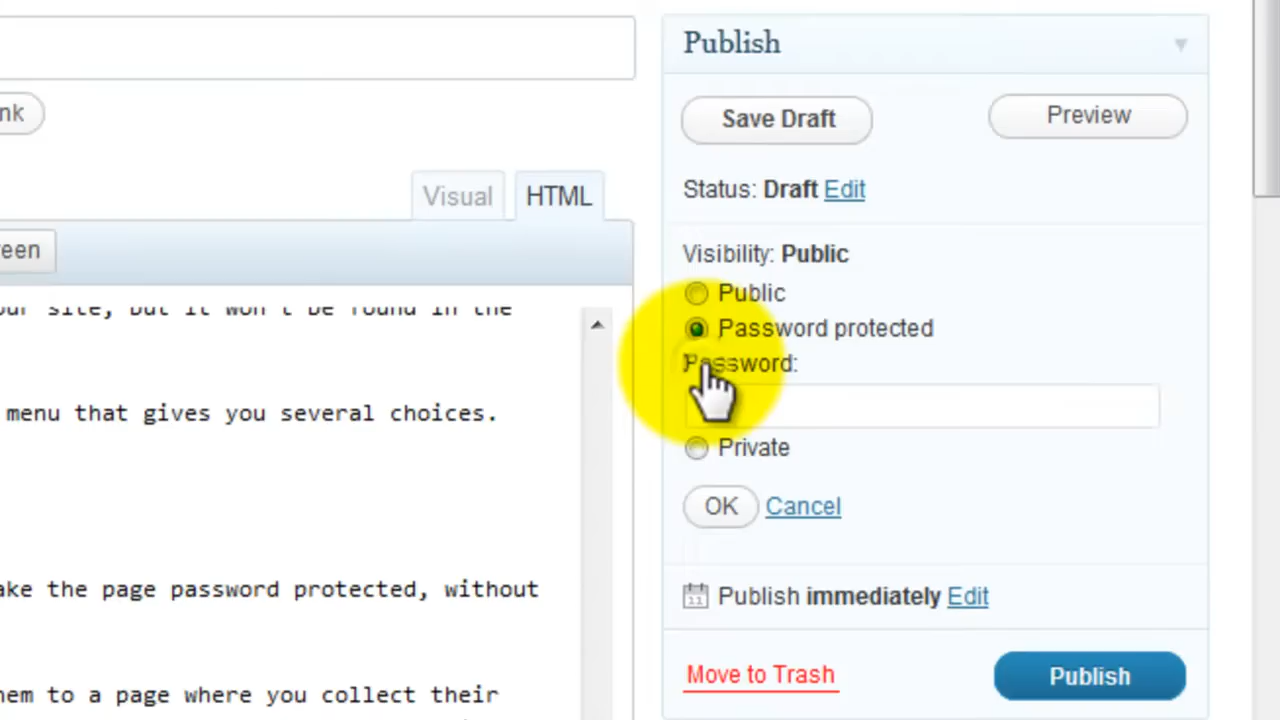 Publish
nk
Save Draft
Preview
Visual
HTML
Status: Draft Edit
een
Visibility: Public
our site, but it won't be found in the
Public
Password protected
Password:
menu that gives you several choices.
Private
OK
Cancel
ake the page password protected, without
11
Publish immediately Edit
em to a page where you collect their
Move to Trash
Publish